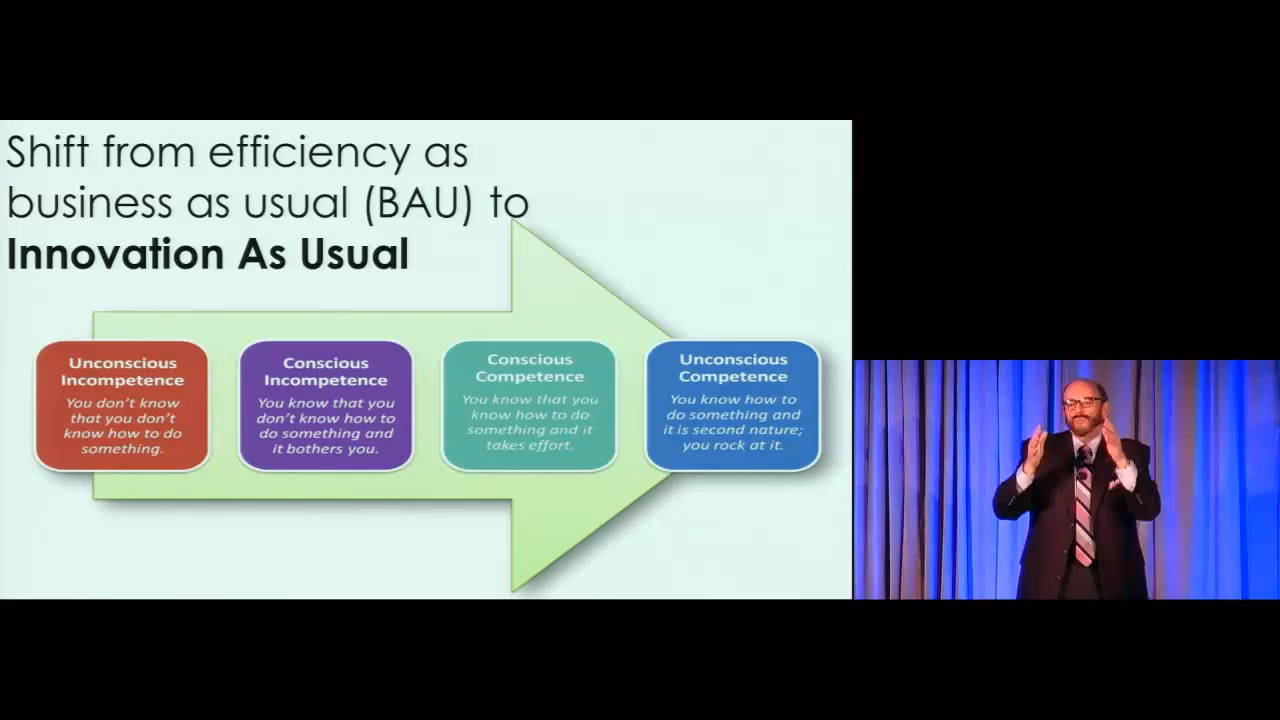 Shift from efficiency as
business as usual (BAU) to
Innovation As Usual
Unconscious
Incompetence
You don't know
that you don't
know how to do
something.
Conscious
Incompetence
You know that you
don't know how to
do something and
it bothers you.
Conscious
Competence
You know that you
know how to do
something and it
takes effort.
Unconscious
Competence
You know how to
do something and
it is second nature;
you rock at it.